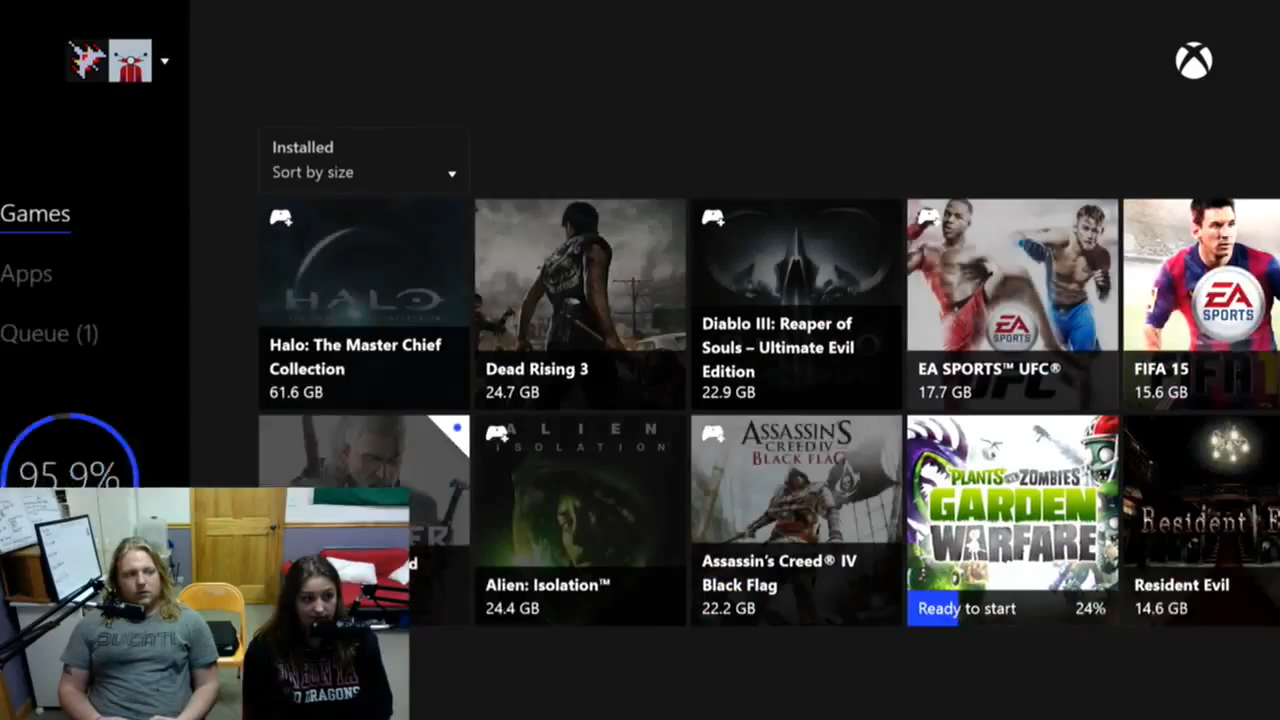 Installed
Sort by size
Games
Apps
Queue (1)
95.9%
HALO
Halo: The Master Chief
Collection
61.6 GB
Dead Rising 3
24.7 GB
Diablo III: Reaper of
Souls – Ultimate Evil
Edition
22.9 GB
EA
SPORTS
EA SPORTS™ UFC®
17.7 GB
EA
SPORTS
FIFA 15
15.6 GB
ALIEN
ISOLATION
Alien: Isolation™
24.4 GB
ASSASSIN'S
CREED IV
BLACK FLAG
Assassin's Creed® IV
Black Flag
22.2 GB
PLANTS VS. ZOMBIES
GARDEN
WARFARE
Ready to start
24%
Resident
Resident Evil
14.6 GB
DUCATI
DRAGONS